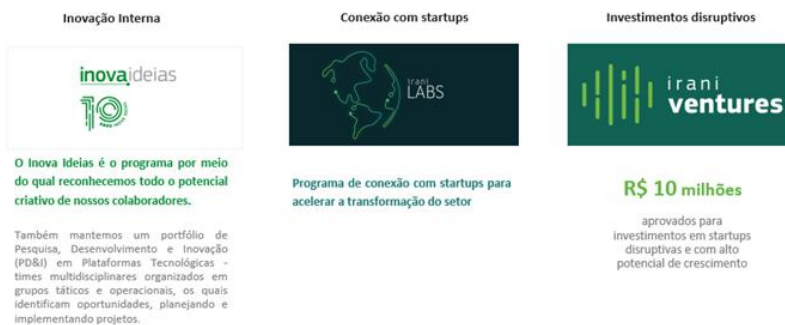 Inovação Interna
inovaideias
10
O Inova Ideias é o programa por meio
do qual reconhecemos todo o potencial
criativo de nossos colaboradores.
Também mantemos um portfólio de
Pesquisa, Desenvolvimento e Inovação
(PD&I) em Plataformas Tecnológicas -
times multidisciplinares organizados em
grupos táticos e operacionais, os quais
identificam oportunidades, planejando e
implementando projetos.
Conexão com startups
irani
LABS
Programa de conexão com startups para
acelerar a transformação do setor
Investimentos disruptivos
irani
ventures
R$ 10 milhões
aprovados para
investimentos em startups
disruptivas e com alto
potencial de crescimento